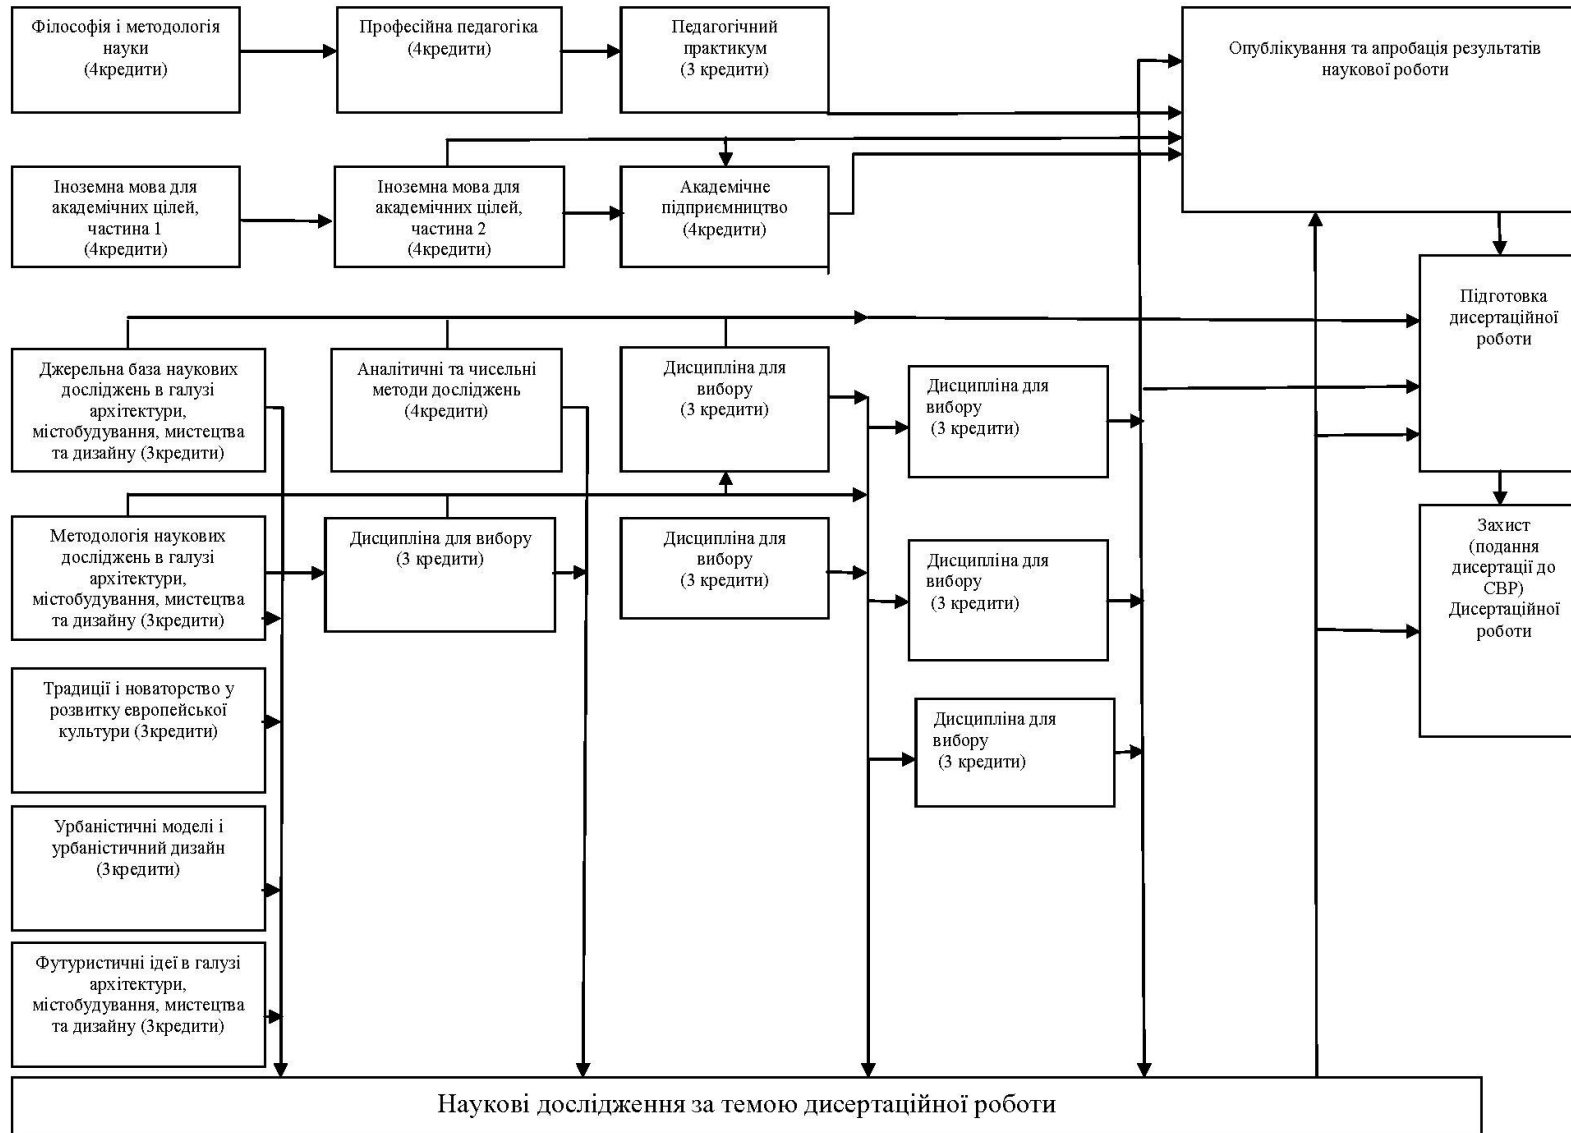 Філософія і методологія
науки
(4кредити)
Професійна педагогіка
(4кредити)
Педагогічний
практикум
(3 кредити)
Опублікування та апробація результатів
наукової роботи
Іноземна мова для
академічних цілей,
частина 1
(4кредити)
Іноземна мова для
академічних цілей,
частина 2
(4кредити)
Академічне
підприємництво
(4кредити)
Підготовка
дисертаційної
роботи
Джерельна база наукових
досліджень в галузі
архітектури,
містобудування, мистецтва
та дизайну (3кредити)
Аналітичні та чисельні
методи досліджень
(4кредити)
Дисципліна для
вибору
(3 кредити)
Дисципліна для
вибору
(3 кредити)
Методологія наукових
досліджень в галузі
архітектури,
містобудування, мистецтва
та дизайну (3кредити)
Дисципліна для вибору
(3 кредити)
Дисципліна для
вибору
(3 кредити)
Дисципліна для
вибору
(3 кредити)
Захист
(подання
дисертації до
СВР)
Дисертаційної
роботи
Традиції і новаторство у
розвитку европейської
культури (3кредити)
Дисципліна для
вибору
(3 кредити)
Урбаністичні моделі і
урбаністичний дизайн
(3кредити)
Футуристичні ідеї в галузі
архітектури,
містобудування, мистецтва
та дизайну (3кредити)
Наукові дослідження за темою дисертаційної роботи